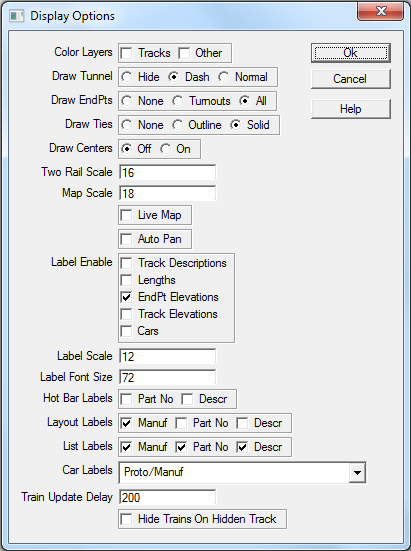 Display Options
Color Layers Tracks Other Ok
Draw Tunnel Hide Dash Normal Cancel
Draw EndPts None Turnouts All Help
Draw Ties None Outline Solid
Draw Centers Off On
Two Rail Scale 16
Map Scale 18
Live Map
Auto Pan
Label Enable Track Descriptions
Lengths
EndPt Elevations
Track Elevations
Cars
Label Scale 12
Label Font Size 72
Hot Bar Labels Part No Descr
Layout Labels Manuf Part No Descr
List Labels Manuf Part No Descr
Car Labels Proto/Manuf
Train Update Delay 200
Hide Trains On Hidden Track